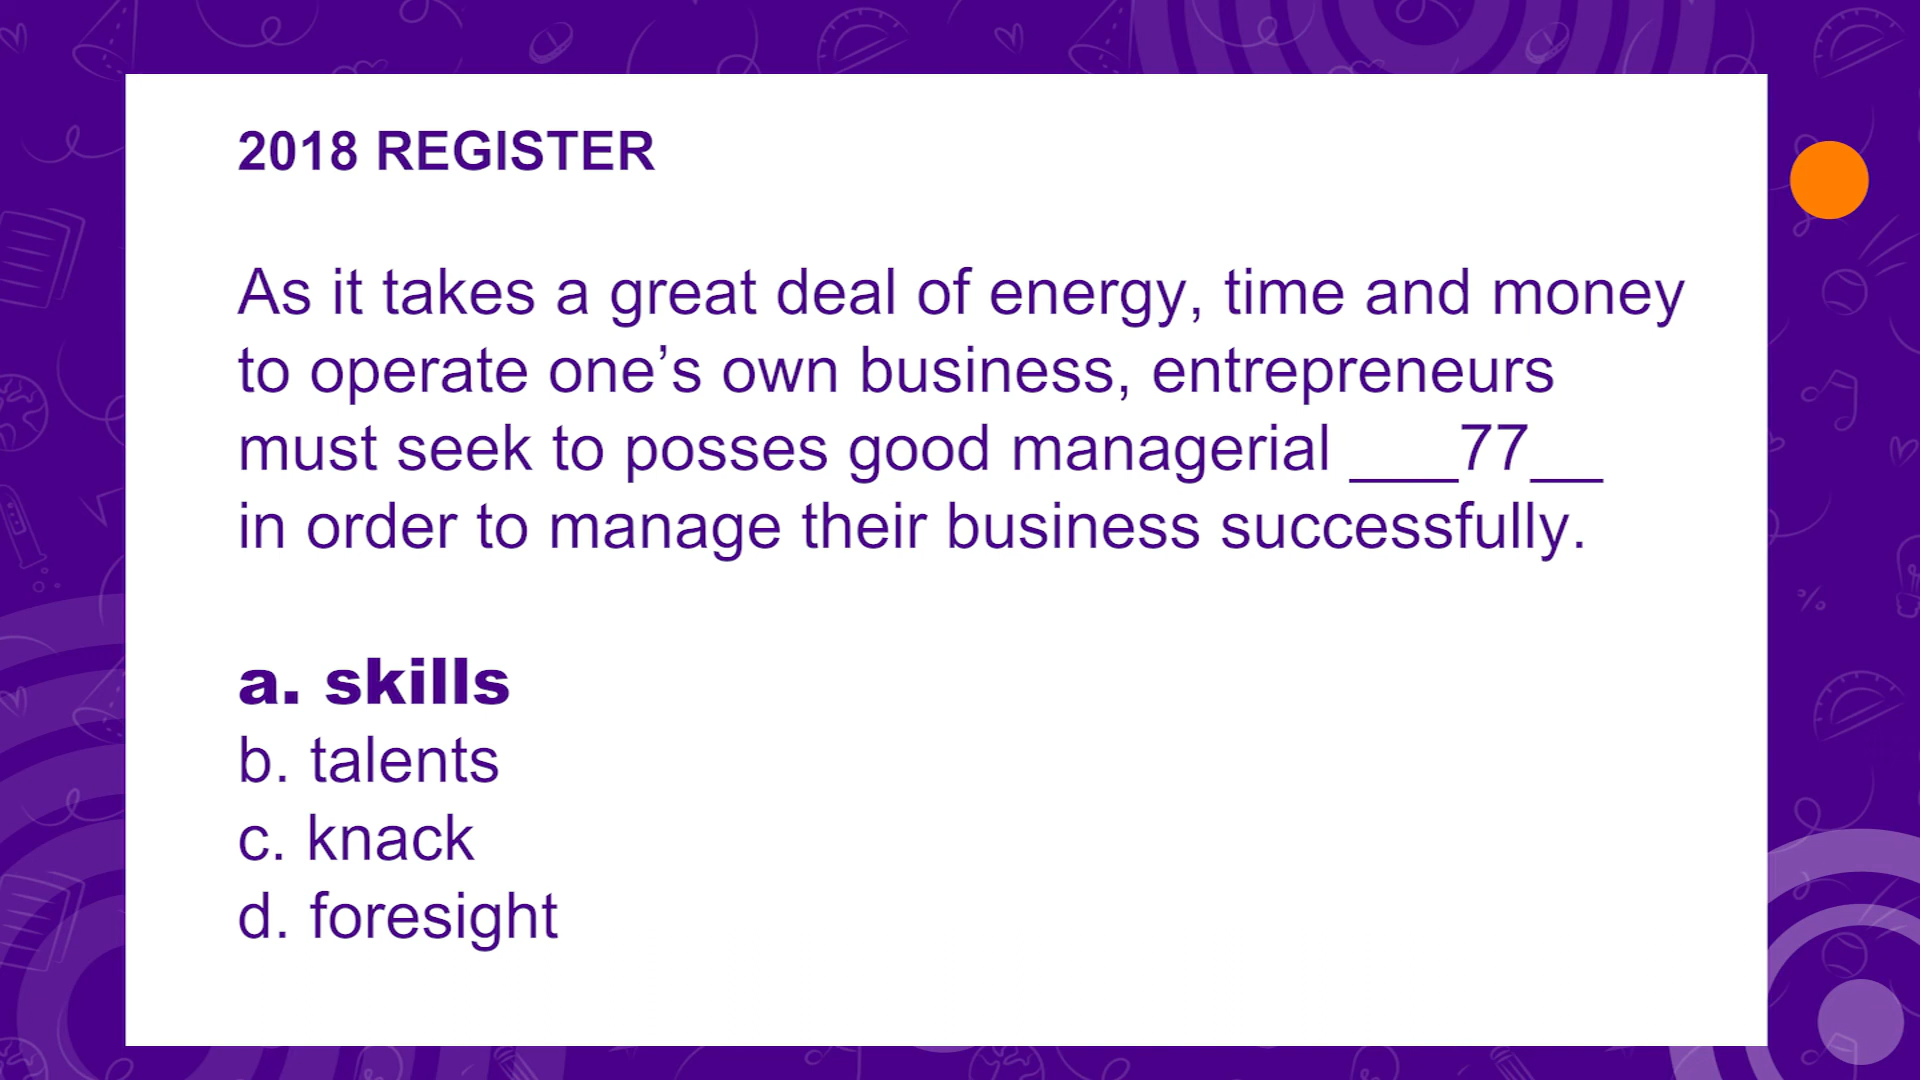 2018 REGISTER
As it takes a great deal of energy, time and money
to operate one’s own business, entrepreneurs
must seek to posses good managerial ___77__
in order to manage their business successfully.
a. skills
b. talents
c. knack
d. foresight